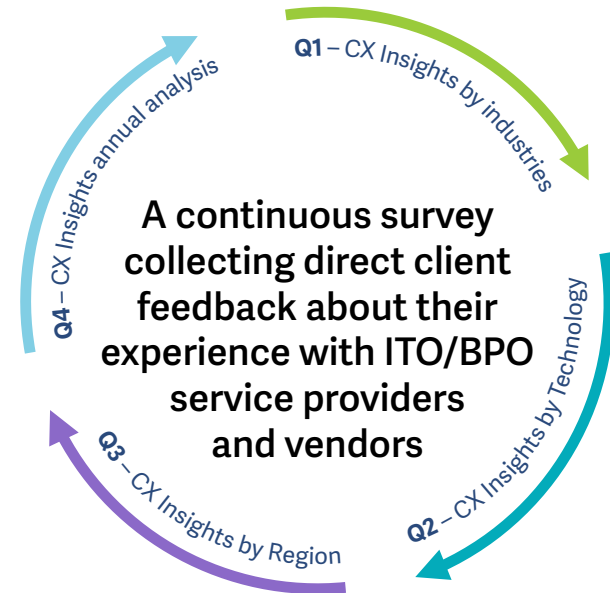 Q1 – CX Insights by industries
Q2 – CX Insights by Technology
Q3 – CX Insights by Region
Q4 – CX Insights annual analysis
A continuous survey
collecting direct client
feedback about their
experience with ITO/BPO
service providers
and vendors